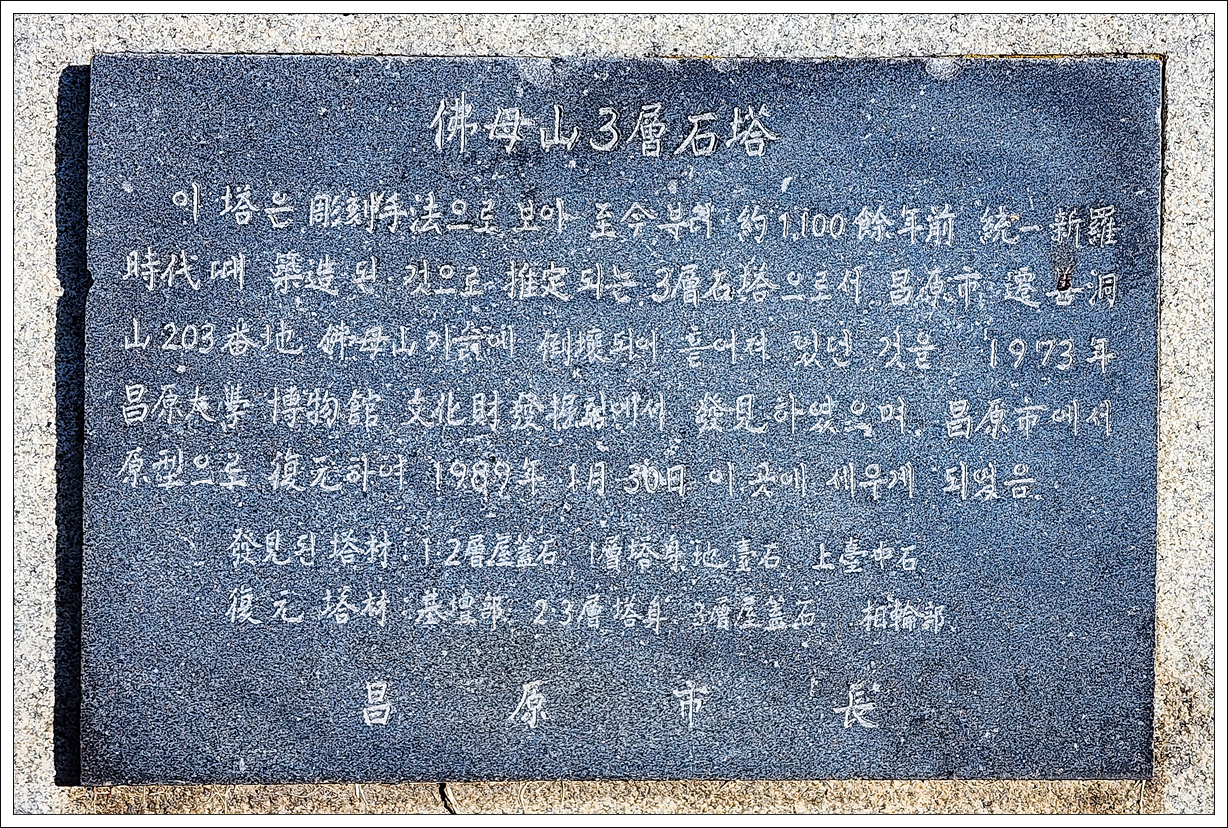 佛母山 3層石塔
이 塔은 彫刻手法으로 보아 至今부터 約 1,100餘年前 統一新羅
時代때 築造된 것으로 推定되는 3層石塔으로서 昌原市 遷善洞
山 203番地 佛母山기슭에 倒壞되어 흩어져 있던 것을 1973年
昌原大學 博物館 文化財發掘팀에서 發見하였으며, 昌原市에서
原型으로 復元하여 1989年 1月 30日 이 곳에 세우게 되었음.
發見된 塔材 : 1·2層屋蓋石 1層塔身 地臺石 上臺中石
復元 塔材 : 基壇部 2·3層塔身 3層屋蓋石 相輪部
昌原市長